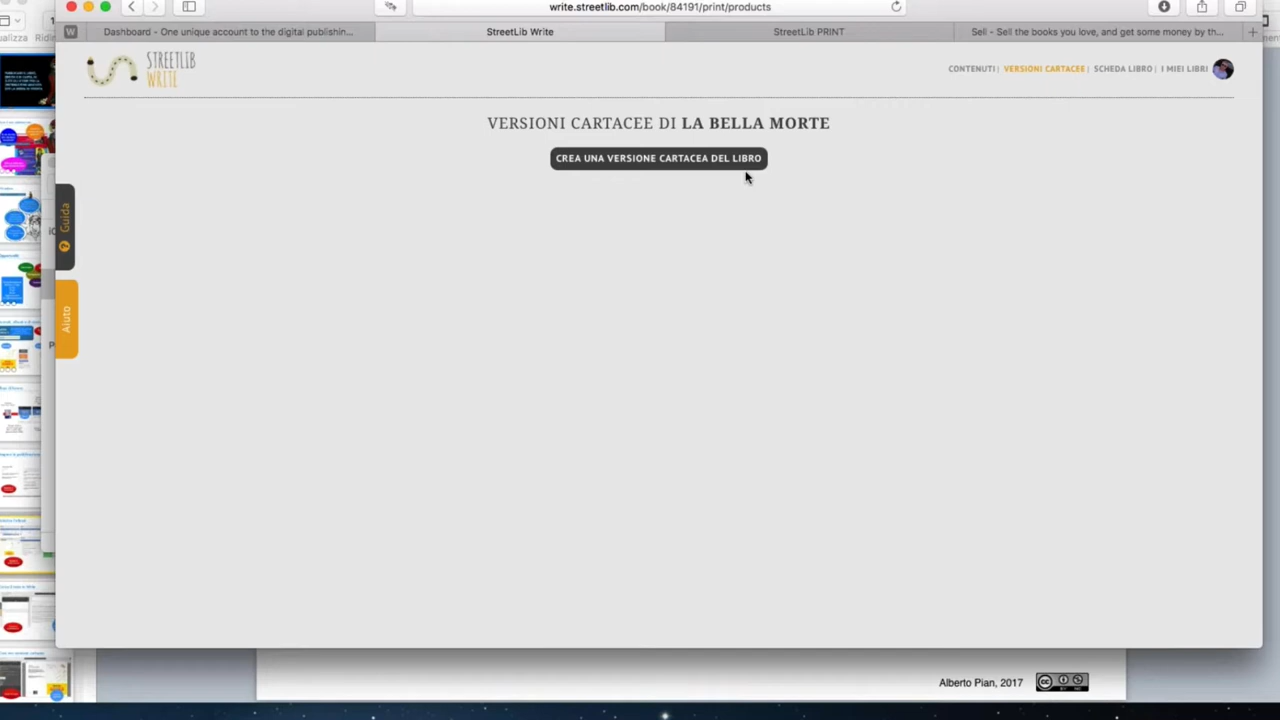 write.streetlib.com/book/84191/print/products
W
Dashboard - One unique account to the digital publishin...
StreetLib Write
StreetLib PRINT
Sell - Sell the books you love, and get some money by th...
STREETLIB
WRITE
CONTENUTI |
VERSIONI CARTACEE |
SCHEDA LIBRO |
I MIEI LIBRI
VERSIONI CARTACEE DI LA BELLA MORTE
CREA UNA VERSIONE CARTACEA DEL LIBRO
? Guida
Aiuto
Alberto Pian, 2017